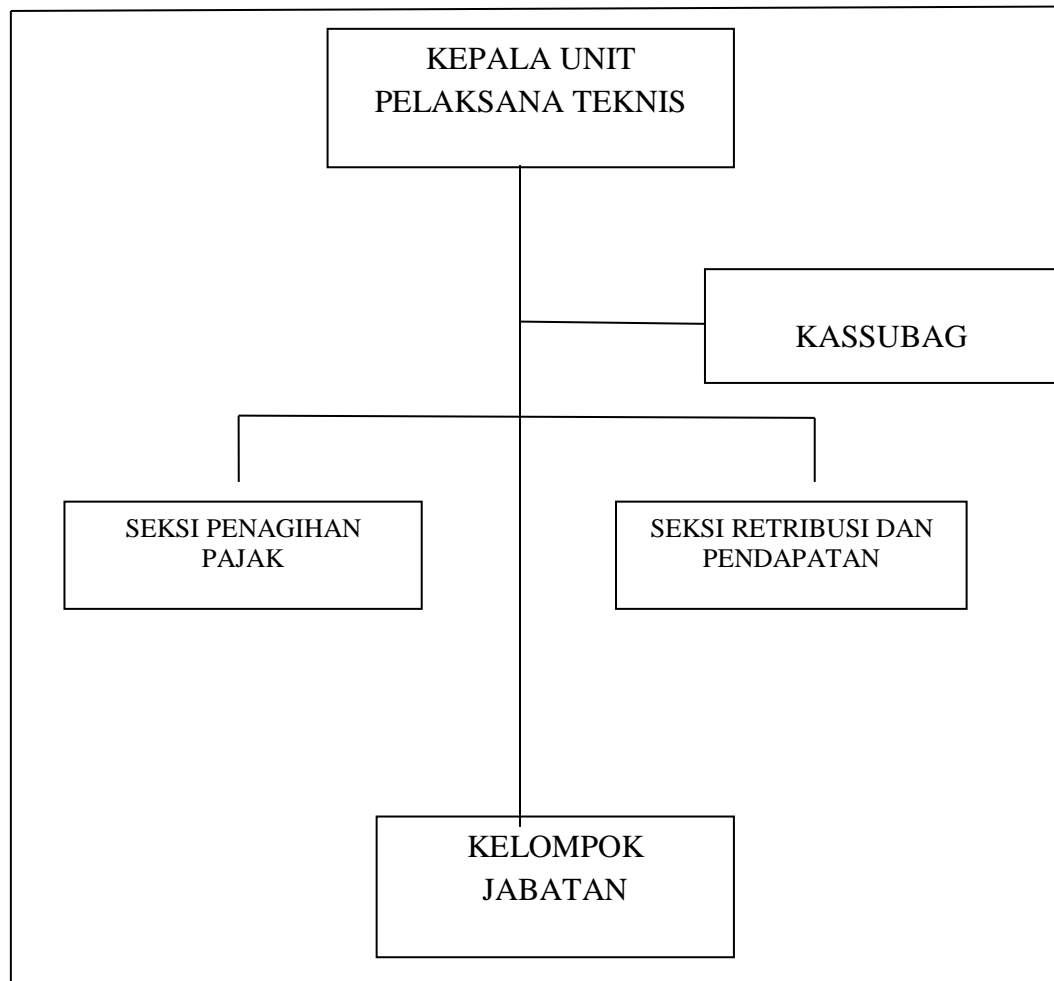 KEPALA UNIT
PELAKSANA TEKNIS
KASSUBAG
SEKSI PENAGIHAN
PAJAK
SEKSI RETRIBUSI DAN
PENDAPATAN
KELOMPOK
JABATAN